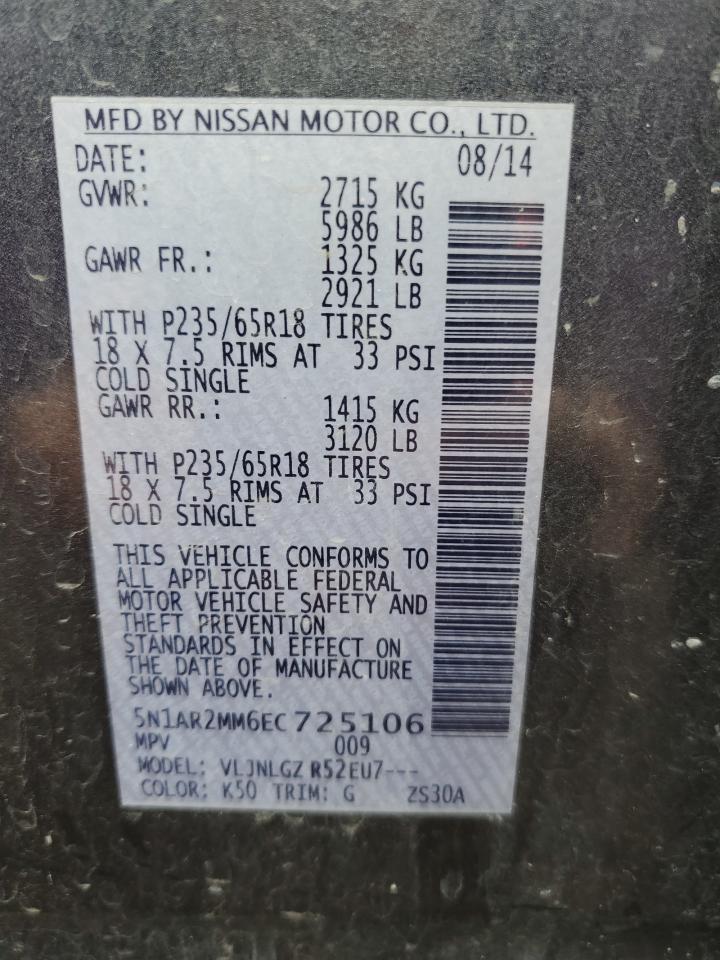 MFD BY NISSAN MOTOR CO., LTD.
DATE: 08/14
GVWR: 2715 KG
5986 LB
GAWR FR.: 1325 KG
2921 LB
WITH P235/65R18 TIRES
18 X 7.5 RIMS AT 33 PSI
COLD SINGLE
GAWR RR.: 1415 KG
3120 LB
WITH P235/65R18 TIRES
18 X 7.5 RIMS AT 33 PSI
COLD SINGLE
THIS VEHICLE CONFORMS TO
ALL APPLICABLE FEDERAL
MOTOR VEHICLE SAFETY AND
THEFT PREVENTION
STANDARDS IN EFFECT ON
THE DATE OF MANUFACTURE
SHOWN ABOVE.
5N1AR2MM6EC 725106
MPV 009
MODEL: VLJNLGZ R52EU7---
COLOR: K50 TRIM: G ZS30A